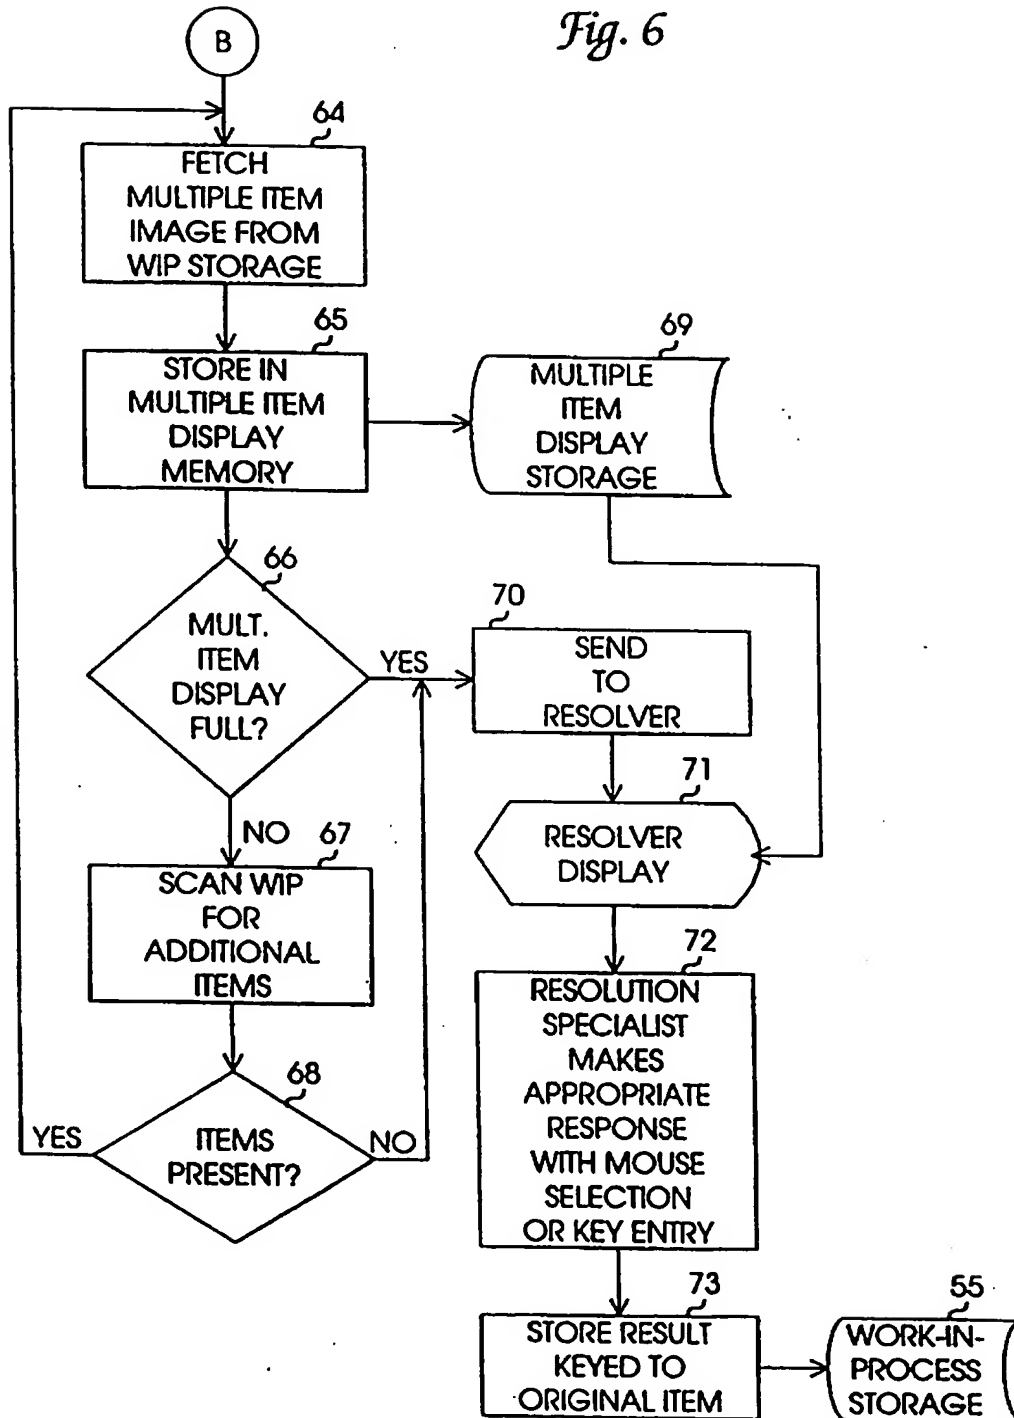 Fig. 6
B
64
FETCH
MULTIPLE ITEM
IMAGE FROM
WIP STORAGE
65
STORE IN
MULTIPLE ITEM
DISPLAY
MEMORY
69
MULTIPLE
ITEM
DISPLAY
STORAGE
66
MULT.
ITEM
DISPLAY
FULL?
YES
NO
70
SEND
TO
RESOLVER
67
SCAN WIP
FOR
ADDITIONAL
ITEMS
71
RESOLVER
DISPLAY
68
ITEMS
PRESENT?
YES
NO
72
RESOLUTION
SPECIALIST
MAKES
APPROPRIATE
RESPONSE
WITH MOUSE
SELECTION
OR KEY ENTRY
73
STORE RESULT
KEYED TO
ORIGINAL ITEM
55
WORK-IN-
PROCESS
STORAGE